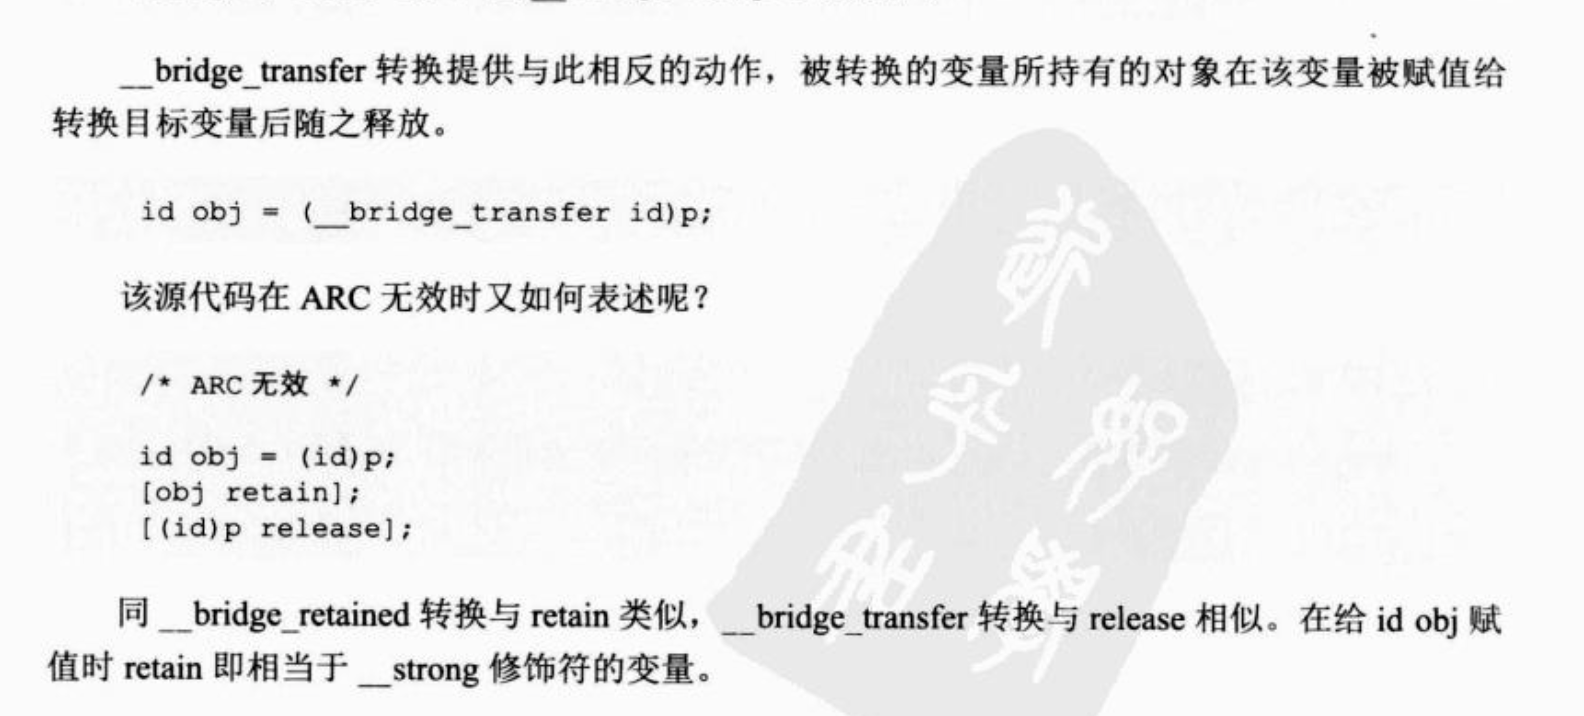 __bridge_transfer 转换提供与此相反的动作，被转换的变量所持有的对象在该变量被赋值给
转换目标变量后随之释放。
id obj = (__bridge_transfer id)p;
该源代码在 ARC 无效时又如何表述呢？
/* ARC 无效 */
id obj = (id)p;
[obj retain];
[(id)p release];
同 __bridge_retained 转换与 retain 类似，__bridge_transfer 转换与 release 相似。在给 id obj 赋
值时 retain 即相当于 __strong 修饰符的变量。